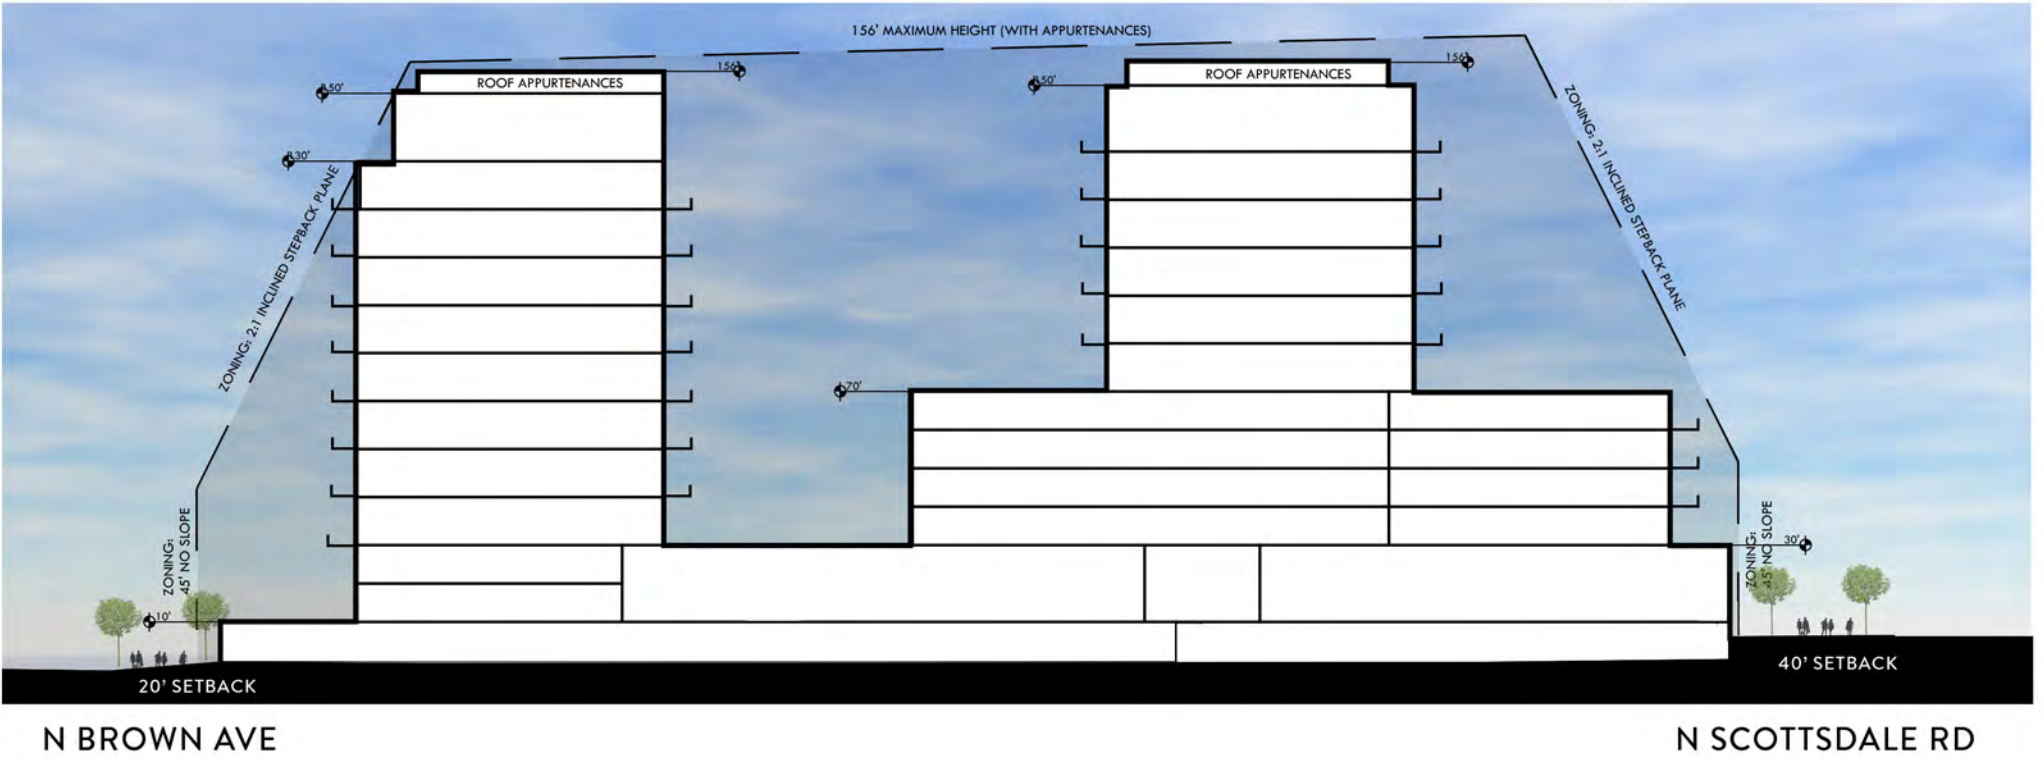 156' MAXIMUM HEIGHT (WITH APPURTENANCES)
156'
156'
ROOF APPURTENANCES
ROOF APPURTENANCES
150'
150'
130'
ZONING: 2:1 INCLINED STEPBACK PLANE
ZONING: 2:1 INCLINED STEPBACK PLANE
70'
ZONING:
45' NO SLOPE
ZONING:
45' NO SLOPE
30'
10'
20' SETBACK
40' SETBACK
N BROWN AVE
N SCOTTSDALE RD